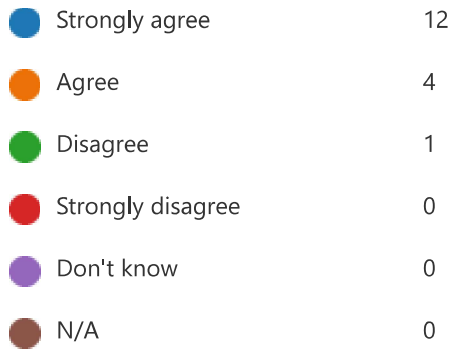 Strongly agree 12
Agree 4
Disagree 1
Strongly disagree 0
Don't know 0
N/A 0